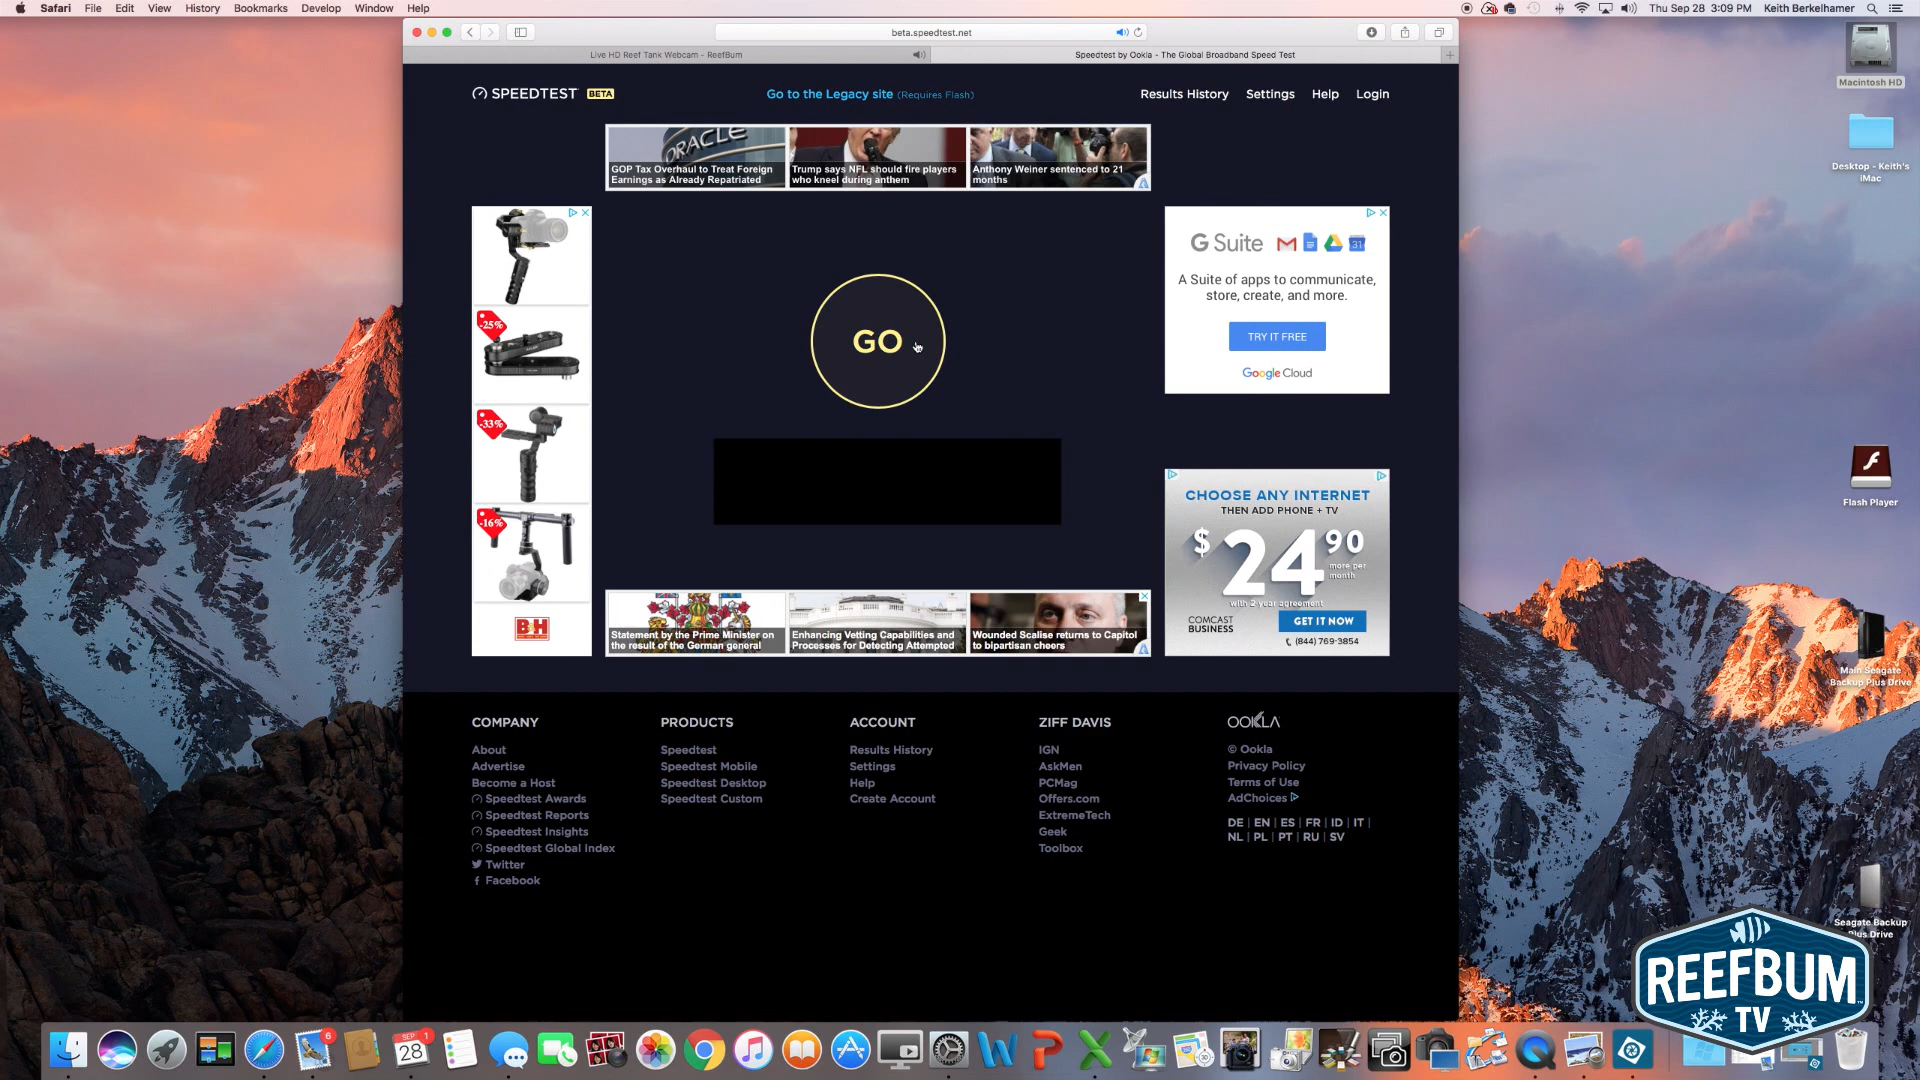 Safari File Edit View History Bookmarks Develop Window Help
Thu Sep 28 3:09 PM Keith Berkelhamer
beta.speedtest.net
Live HD Reef Tank Webcam - ReefBum
Speedtest by Ookla - The Global Broadband Speed Test
SPEEDTEST BETA
Go to the Legacy site (Requires Flash)
Results History Settings Help Login
ORACLE
GOP Tax Overhaul to Treat Foreign
Earnings as Already Repatriated
Trump says NFL should fire players
who kneel during anthem
Anthony Weiner sentenced to 21
months
-25%
-33%
-16%
B&H
GO
G Suite
31
A Suite of apps to communicate,
store, create, and more.
TRY IT FREE
Google Cloud
CHOOSE ANY INTERNET
THEN ADD PHONE + TV
$24.90
more per
month
with 2 year agreement
COMCAST
BUSINESS
GET IT NOW
(844) 769-3854
Statement by the Prime Minister on
the result of the German general
Enhancing Vetting Capabilities and
Processes for Detecting Attempted
Wounded Scalise returns to Capitol
to bipartisan cheers
COMPANY
About
Advertise
Become a Host
Speedtest Awards
Speedtest Reports
Speedtest Insights
Speedtest Global Index
Twitter
Facebook
PRODUCTS
Speedtest
Speedtest Mobile
Speedtest Desktop
Speedtest Custom
ACCOUNT
Results History
Settings
Help
Create Account
ZIFF DAVIS
IGN
AskMen
PCMag
Offers.com
ExtremeTech
Geek
Toolbox
OOKLA
© Ookla
Privacy Policy
Terms of Use
AdChoices
DE | EN | ES | FR | ID | IT |
NL | PL | PT | RU | SV
Macintosh HD
Desktop - Keith's
iMac
Flash Player
Main Seagate
Backup Plus Drive
Seagate Backup
Plus Drive
REEFBUM
TV
6
SEP
28
1